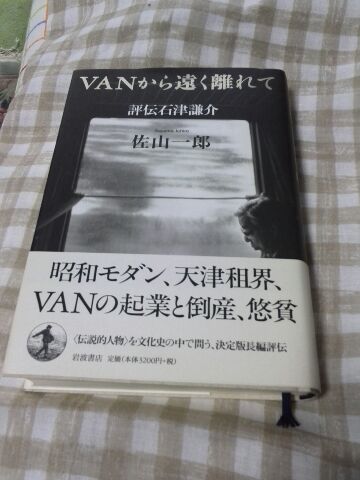 VANから遠く離れて
評伝石津謙介
Sayama Ichiro
佐山一郎
昭和モダン、天津租界、
VANの起業と倒産、悠貧
〈伝説的人物〉を文化史の中で問う、決定版長編評伝
岩波書店 定価(本体3200円+税)